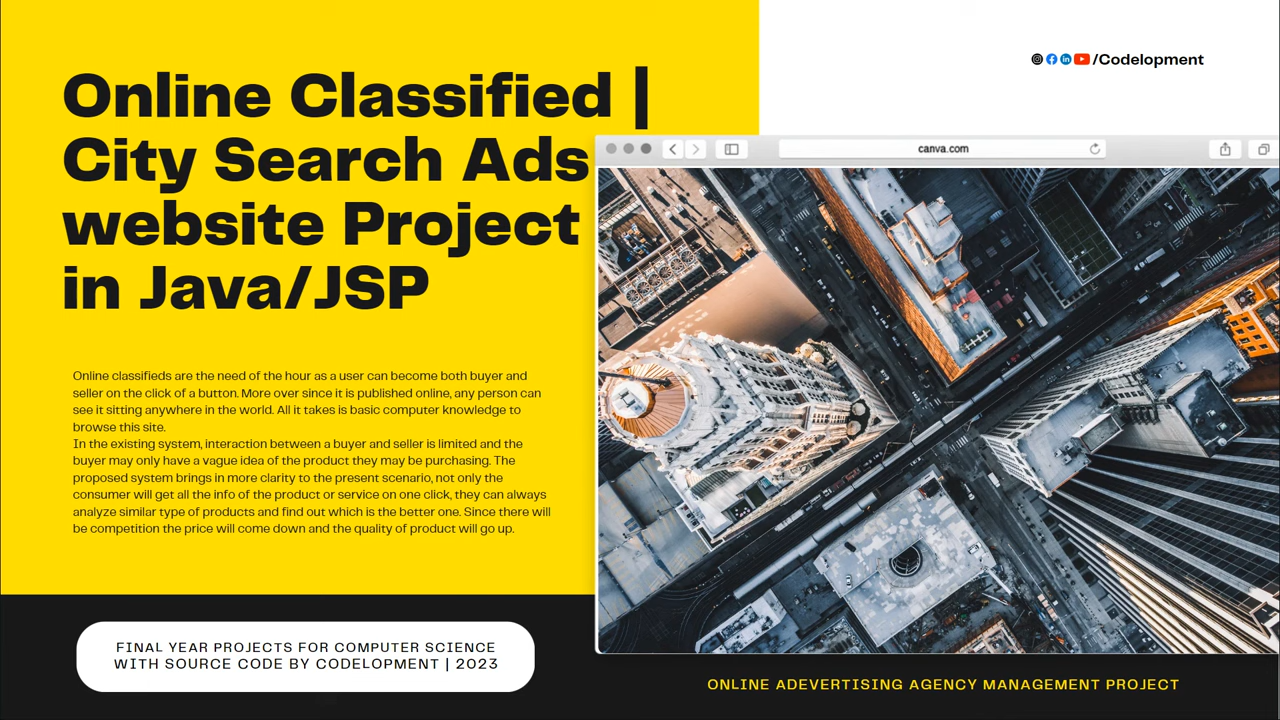 /Codelopment
Online Classified |
City Search Ads
website Project
in Java/JSP
canva.com
Online classifieds are the need of the hour as a user can become both buyer and
seller on the click of a button. More over since it is published online, any person can
see it sitting anywhere in the world. All it takes is basic computer knowledge to
browse this site.
In the existing system, interaction between a buyer and seller is limited and the
buyer may only have a vague idea of the product they may be purchasing. The
proposed system brings in more clarity to the present scenario, not only the
consumer will get all the info of the product or service on one click, they can always
analyze similar type of products and find out which is the better one. Since there will
be competition the price will come down and the quality of product will go up.
FINAL YEAR PROJECTS FOR COMPUTER SCIENCE
WITH SOURCE CODE BY CODELOPMENT | 2023
ONLINE ADEVERTISING AGENCY MANAGEMENT PROJECT